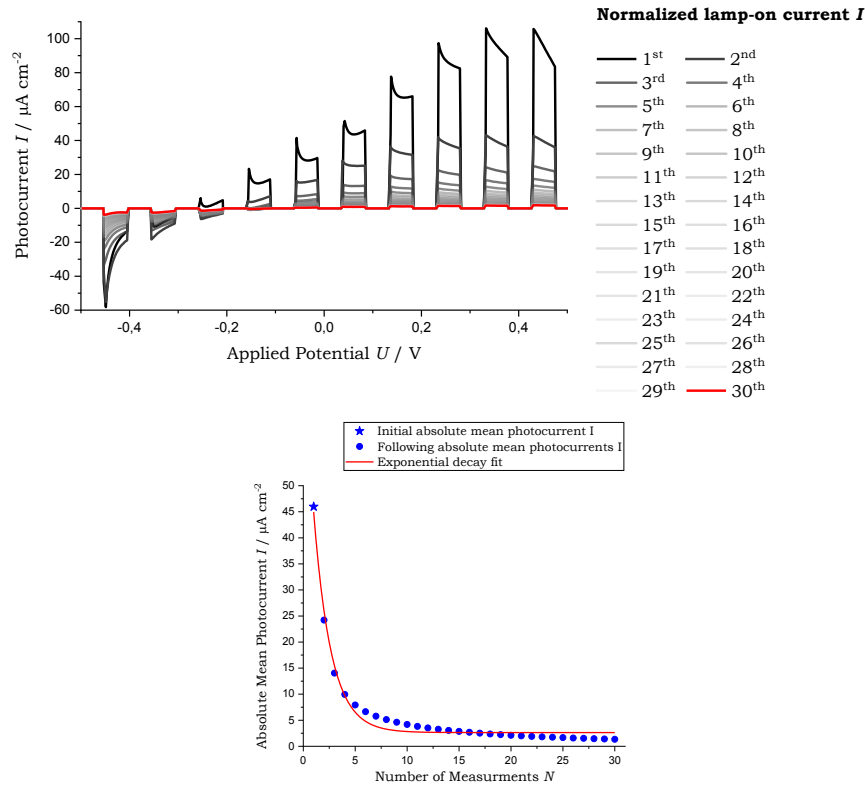 Normalized lamp-on current I
1st 2nd
3rd 4th
5th 6th
7th 8th
9th 10th
11th 12th
13th 14th
15th 16th
17th 18th
19th 20th
21th 22th
23th 24th
25th 26th
27th 28th
29th 30th
Photocurrent I / µA cm-2
100
80
60
40
20
0
-20
-40
-60
-0,4 -0,2 0,0 0,2 0,4
Applied Potential U / V
Initial absolute mean photocurrent I
Following absolute mean photocurrents I
Exponential decay fit
Absolute Mean Photocurrent I / µA cm-2
50
45
40
35
30
25
20
15
10
5
0
0 5 10 15 20 25 30
Number of Measurments N